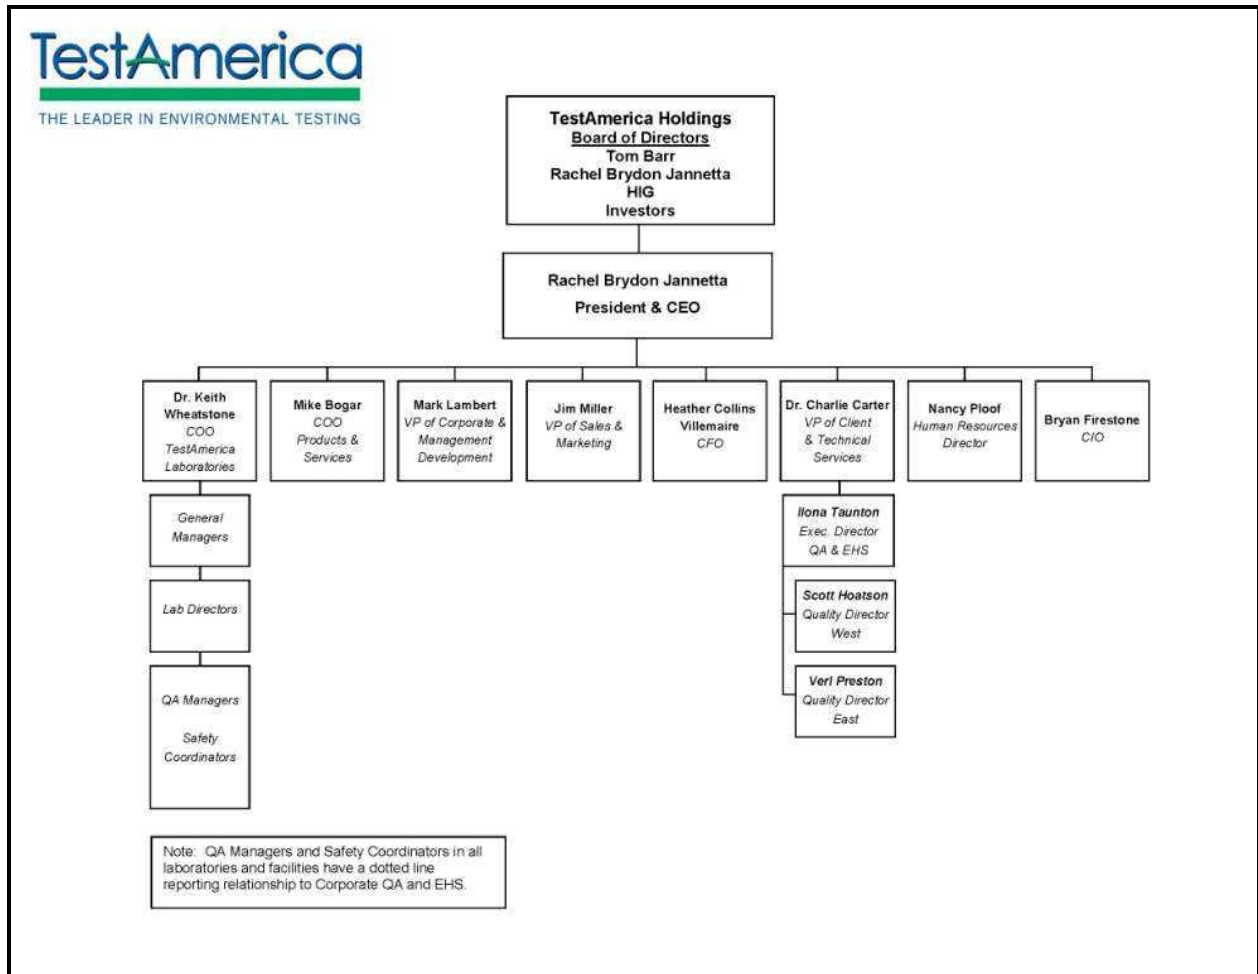 TestAmerica
THE LEADER IN ENVIRONMENTAL TESTING
TestAmerica Holdings
Board of Directors
Tom Barr
Rachel Brydon Jannetta
HIG
Investors
Rachel Brydon Jannetta
President & CEO
Dr. Keith
Wheatstone
COO
TestAmerica
Laboratories
Mike Bogar
COO
Products &
Services
Mark Lambert
VP of Corporate &
Management
Development
Jim Miller
VP of Sales &
Marketing
Heather Collins
Villemaire
CFO
Dr. Charlie Carter
VP of Client
& Technical
Services
Nancy Ploof
Human Resources
Director
Bryan Firestone
CIO
General
Managers
Lab Directors
QA Managers
Safety
Coordinators
Ilona Taunton
Exec. Director
QA & EHS
Scott Hoatson
Quality Director
West
Verl Preston
Quality Director
East
Note: QA Managers and Safety Coordinators in all
laboratories and facilities have a dotted line
reporting relationship to Corporate QA and EHS.